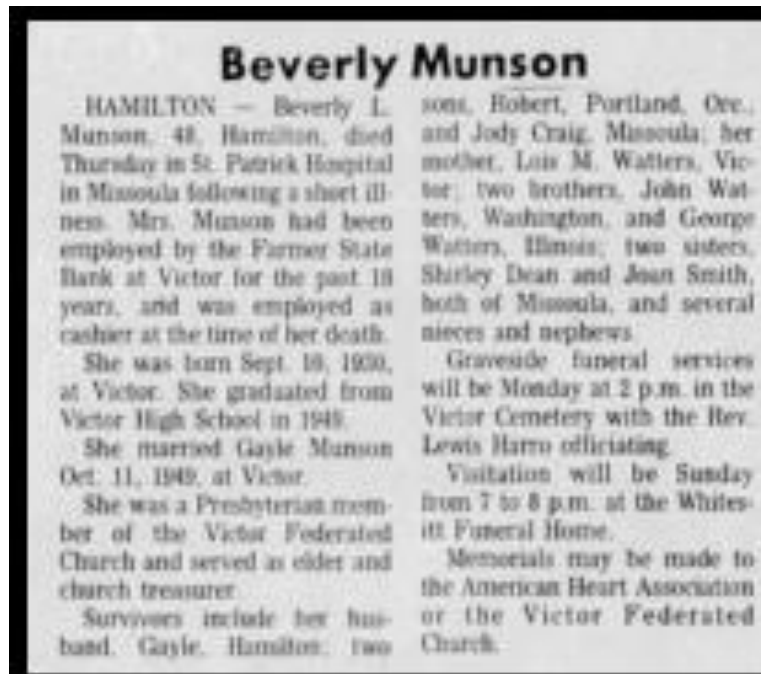 Beverly Munson
HAMILTON — Beverly L.
Munson, 48, Hamilton, died
Thursday in St. Patrick Hospital
in Missoula following a short ill-
ness. Mrs. Munson had been
employed by the Farmer State
Bank at Victor for the past 18
years, and was employed as
cashier at the time of her death.
She was born Sept. 1930,
at Victor. She graduated from
Victor High School in 1949.
She married Gayle Munson
Oct. 11, 1949, at Victor.
She was a Presbyterian mem-
ber of the Victor Federated
Church and served as elder and
church treasurer.
Survivors include her hus-
band, Gayle, Hamilton; two
sons, Robert, Portland, Ore.,
and Jody Craig, Missoula; her
mother, Lois M. Watters, Vic-
tor; two brothers, John Wat-
ters, Washington, and George
Watters, Illinois; two sisters,
Shirley Dean and Joan Smith,
both of Missoula, and several
nieces and nephews.
Graveside funeral services
will be Monday at 2 p.m. in the
Victor Cemetery with the Rev.
Lewis Harro officiating.
Visitation will be Sunday
from 7 to 8 p.m. at the Whites-
itt Funeral Home.
Memorials may be made to
the American Heart Association
or the Victor Federated
Church.